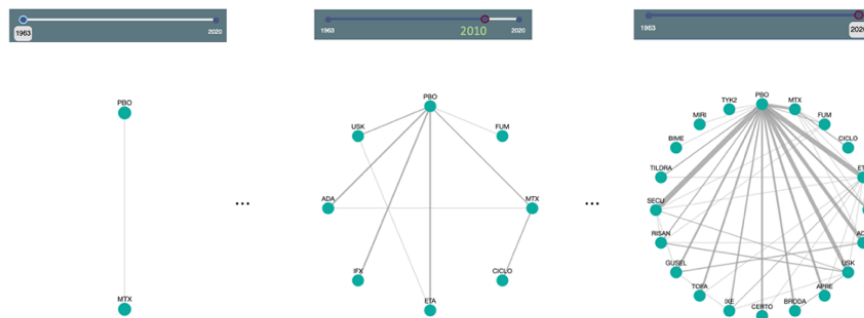 1963
2020
1963
2010
2020
1963
2020
PBO
MTX
PBO
USK
FUM
ADA
MTX
IFX
CICLO
ETA
PBO
TYK2
MTX
MIRI
FUM
BIME
CICLO
TILDRA
SECU
RISAN
GUSEL
USK
TOFA
APRE
IXE
BRODA
CERTO